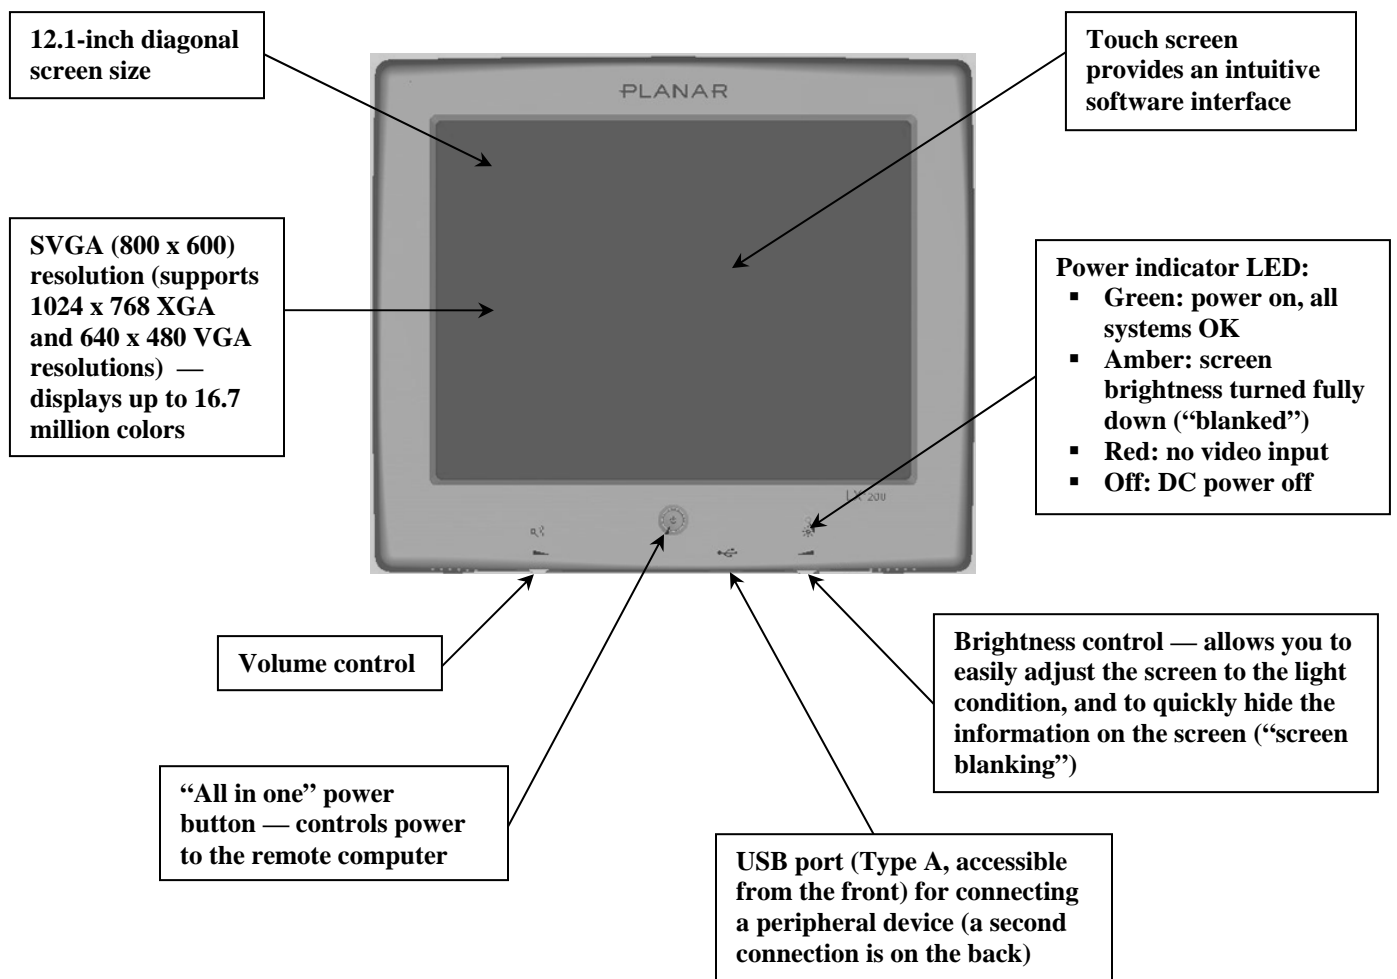 12.1-inch diagonal
screen size
Touch screen
provides an intuitive
software interface
PLANAR
SVGA (800 x 600)
resolution (supports
1024 x 768 XGA
and 640 x 480 VGA
resolutions) —
displays up to 16.7
million colors
Power indicator LED:
▪ Green: power on, all
systems OK
▪ Amber: screen
brightness turned fully
down (“blanked”)
▪ Red: no video input
▪ Off: DC power off
LX 200
Volume control
Brightness control — allows you to
easily adjust the screen to the light
condition, and to quickly hide the
information on the screen (“screen
blanking”)
“All in one” power
button — controls power
to the remote computer
USB port (Type A, accessible
from the front) for connecting
a peripheral device (a second
connection is on the back)